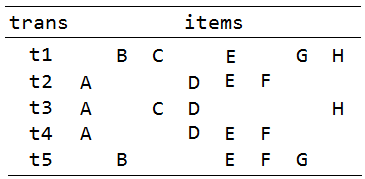 trans items
t1 B C E G H
t2 A D E F
t3 A C D H
t4 A D E F
t5 B E F G